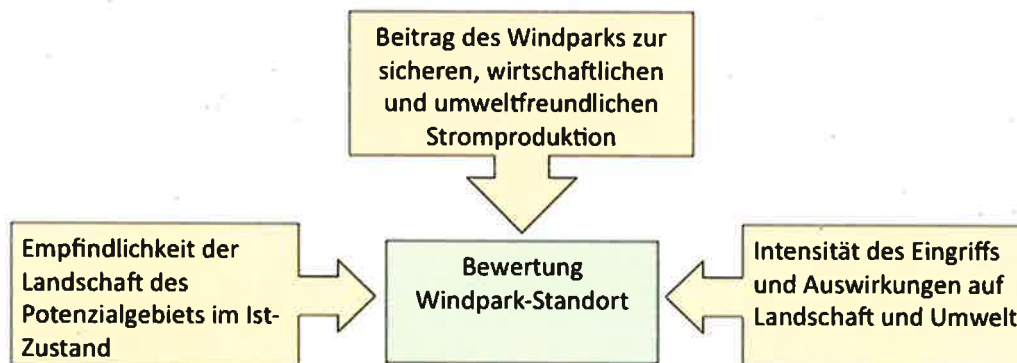 Beitrag des Windparks zur
sicheren, wirtschaftlichen
und umweltfreundlichen
Stromproduktion
Empfindlichkeit der
Landschaft des
Potenzialgebiets im Ist-
Zustand
Bewertung
Windpark-Standort
Intensität des Eingriffs
und Auswirkungen auf
Landschaft und Umwelt